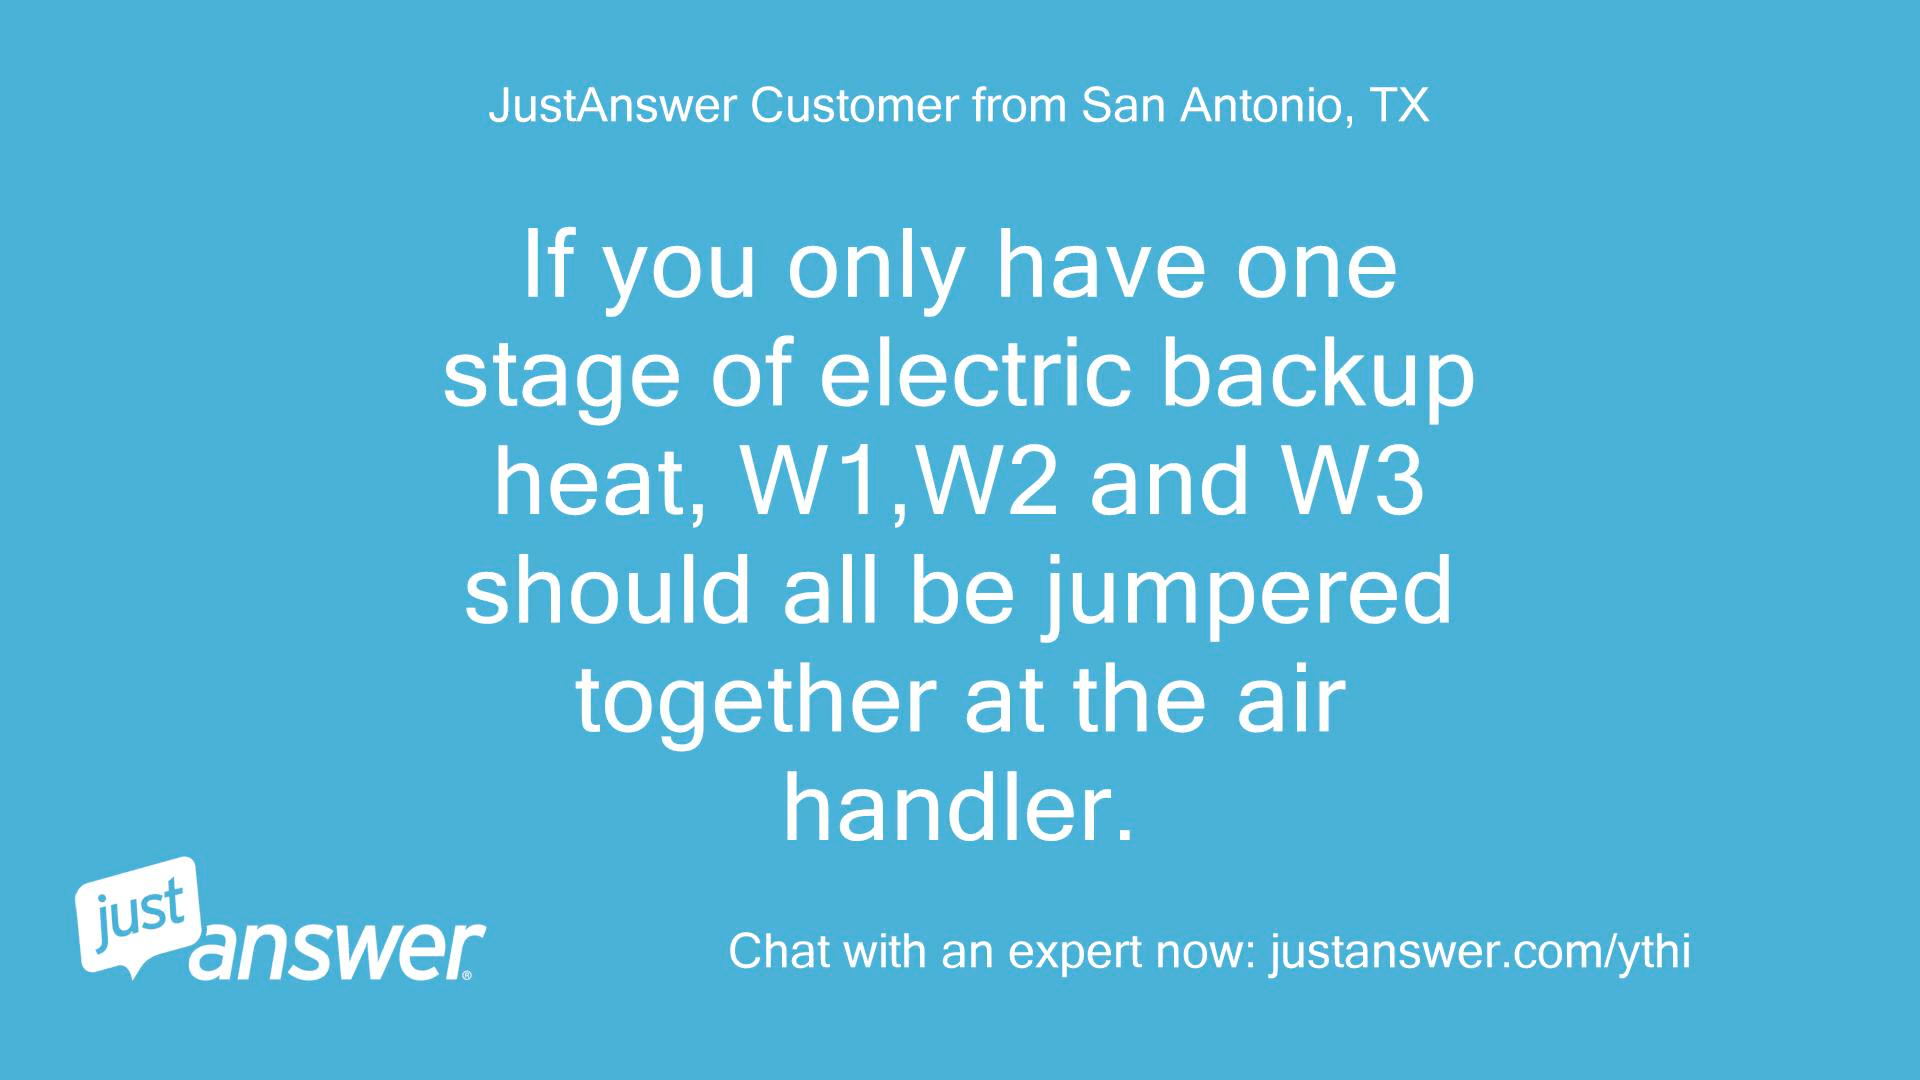 JustAnswer Customer from San Antonio, TX
If you only have one
stage of electric backup
heat, W1,W2 and W3
should all be jumpered
together at the air
handler.
just
answer®
Chat with an expert now: justanswer.com/ythi